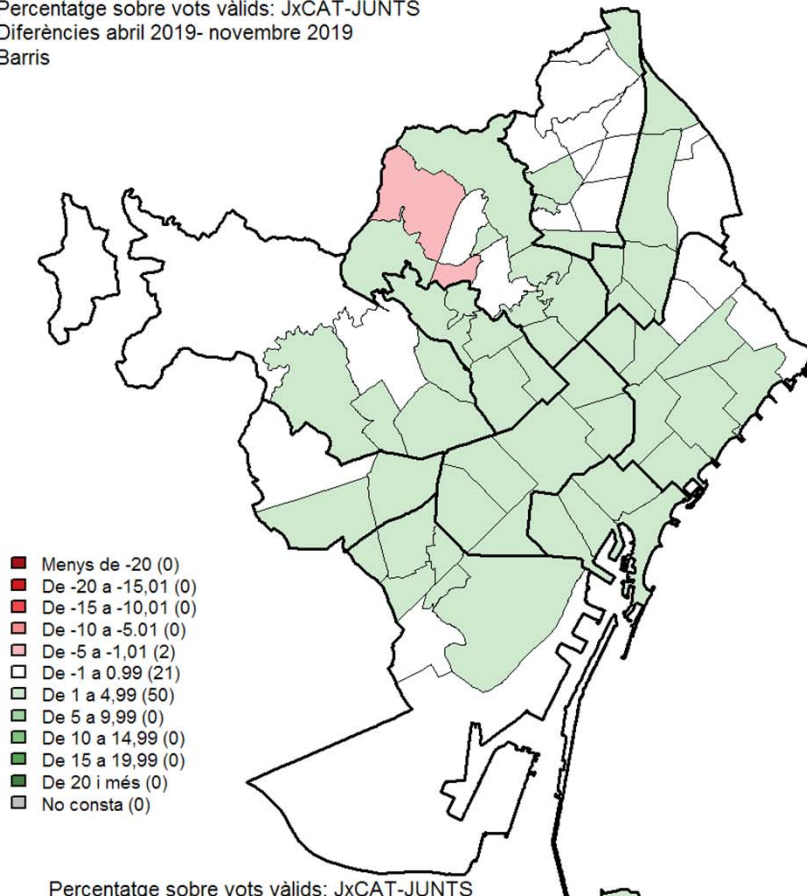 Percentatge sobre vots vàlids: JxCAT-JUNTS
Diferències abril 2019- novembre 2019
Barris
Menys de -20 (0)
De -20 a -15,01 (0)
De -15 a -10,01 (0)
De -10 a -5.01 (0)
De -5 a -1,01 (2)
De -1 a 0.99 (21)
De 1 a 4,99 (50)
De 5 a 9,99 (0)
De 10 a 14,99 (0)
De 15 a 19,99 (0)
De 20 i més (0)
No consta (0)
Percentatge sobre vots vàlids: JxCAT-JUNTS